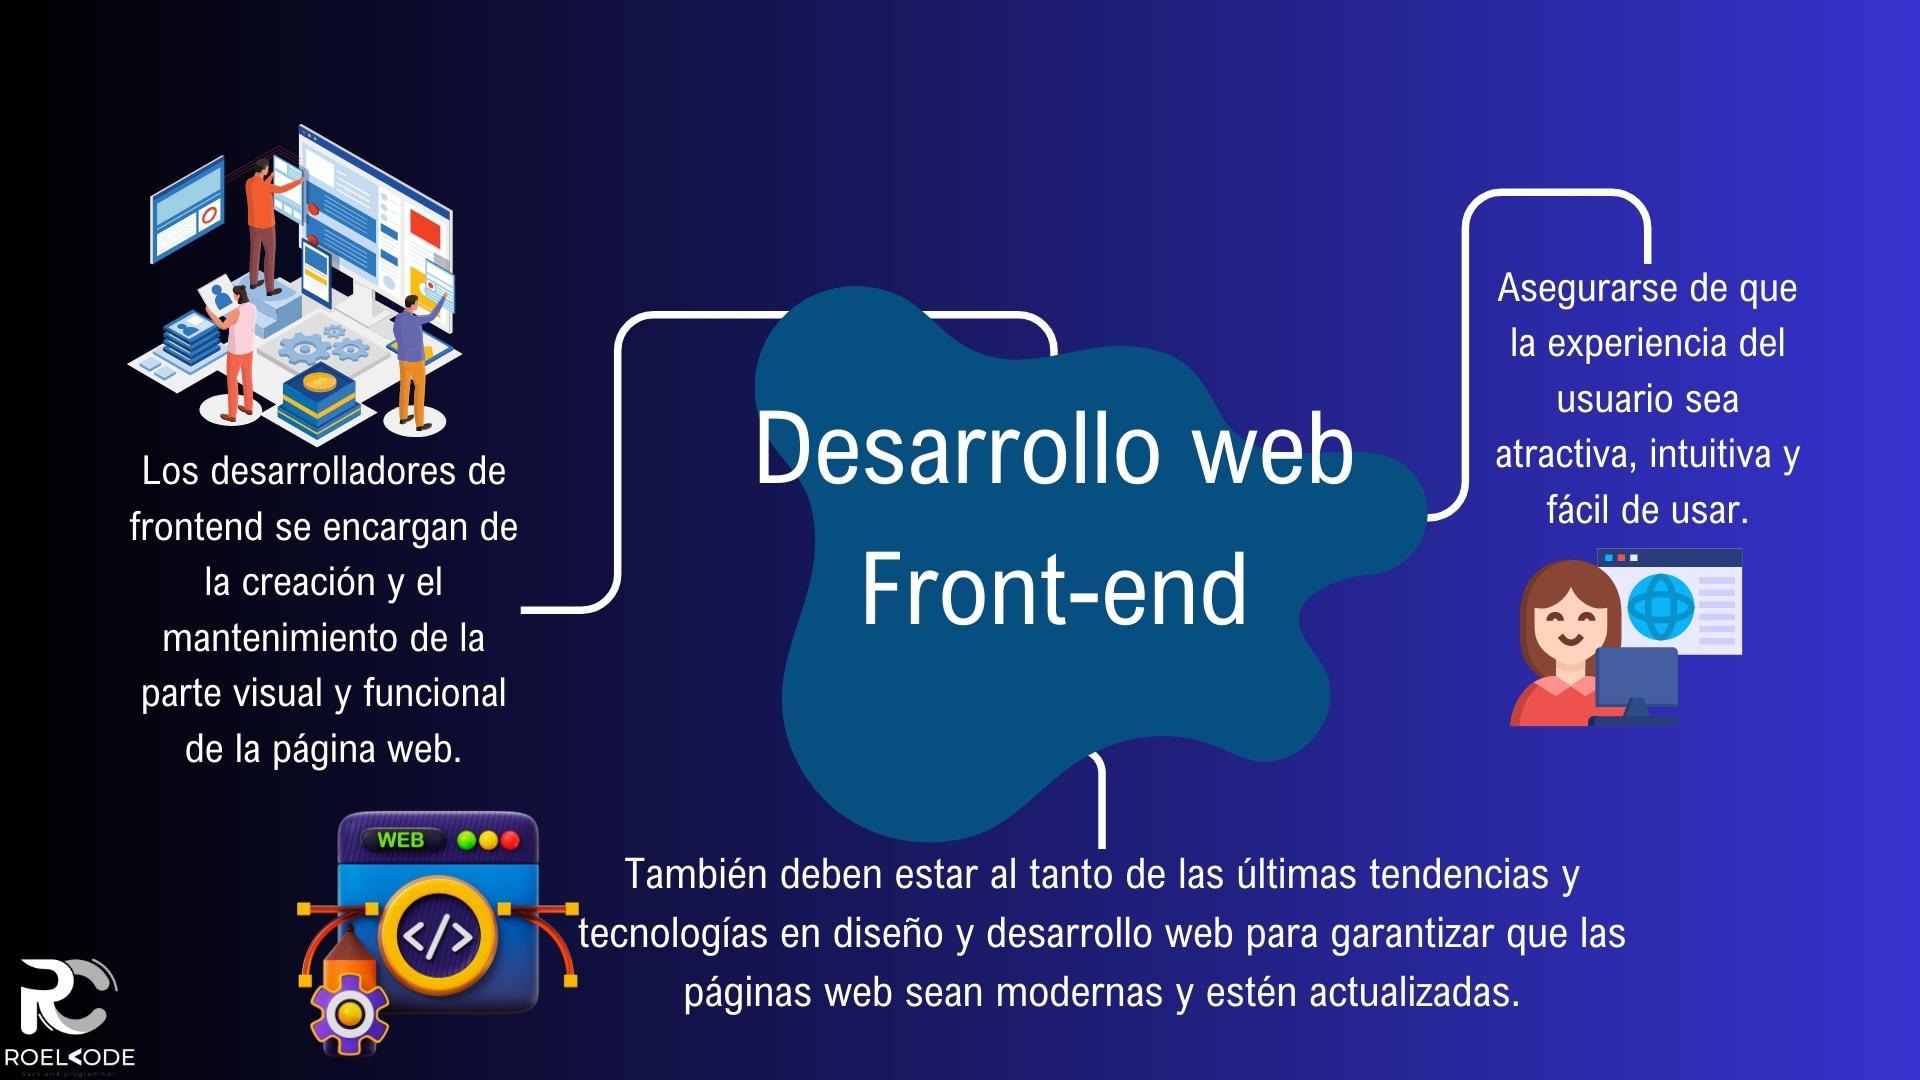 Desarrollo web
Front-end
Los desarrolladores de
frontend se encargan de
la creación y el
mantenimiento de la
parte visual y funcional
de la página web.
Asegurarse de que
la experiencia del
usuario sea
atractiva, intuitiva y
fácil de usar.
WEB
</>
También deben estar al tanto de las últimas tendencias y
tecnologías en diseño y desarrollo web para garantizar que las
páginas web sean modernas y estén actualizadas.
RC
ROELKODE